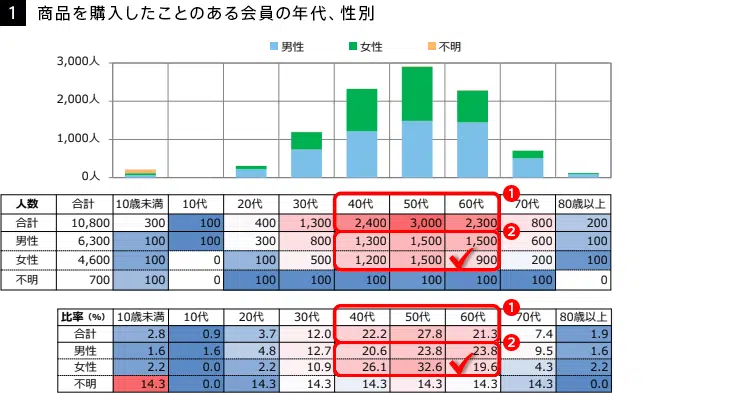 1 商品を購入したことのある会員の年代、性別
男性 女性 不明
3,000人
2,000人
1,000人
0人
1
人数 合計 10歳未満 10代 20代 30代 40代 50代 60代 70代 80歳以上
合計 10,800 300 100 400 1,300 2,400 3,000 2,300 800 200
2
男性 6,300 100 100 300 800 1,300 1,500 1,500 600 100
女性 4,600 100 0 100 500 1,200 1,500 900 200 100
不明 700 100 0 100 100 100 100 100 100 0
1
比率(%) 10歳未満 10代 20代 30代 40代 50代 60代 70代 80歳以上
合計 2.8 0.9 3.7 12.0 22.2 27.8 21.3 7.4 1.9
2
男性 1.6 1.6 4.8 12.7 20.6 23.8 23.8 9.5 1.6
女性 2.2 0.0 2.2 10.9 26.1 32.6 19.6 4.3 2.2
不明 14.3 0.0 14.3 14.3 14.3 14.3 14.3 14.3 0.0